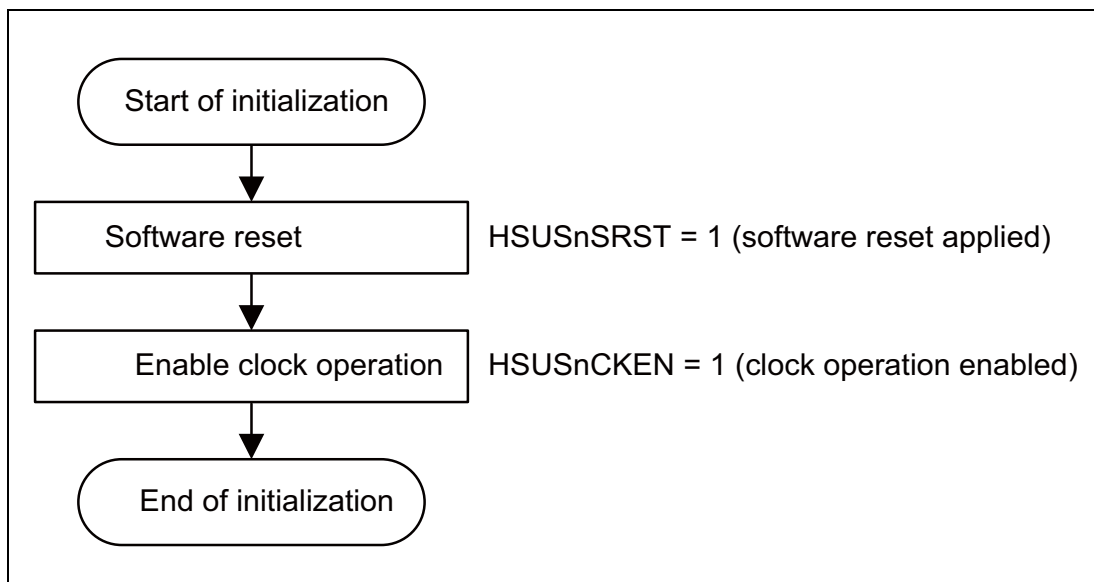 Start of initialization
Software reset
HSUSnSRST = 1 (software reset applied)
Enable clock operation
HSUSnCKEN = 1 (clock operation enabled)
End of initialization